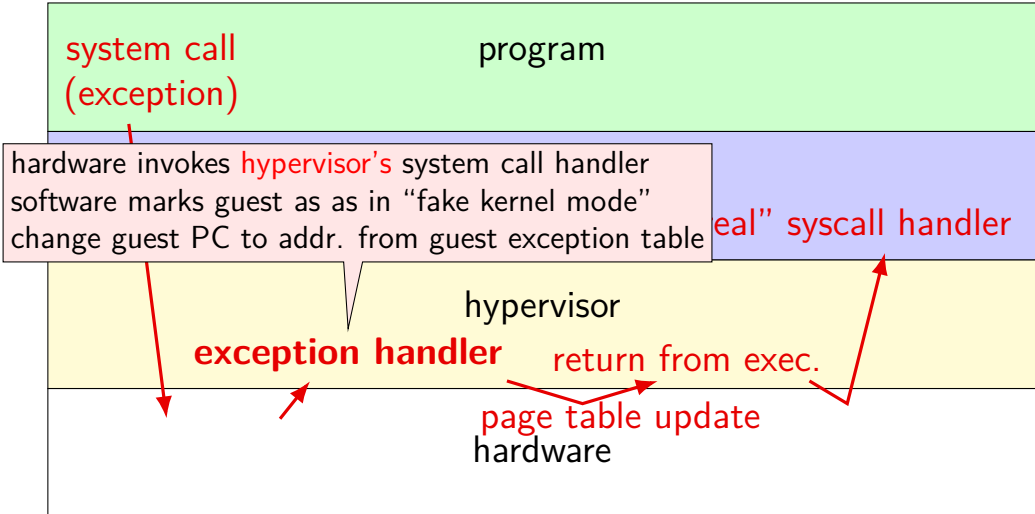 system call
(exception)
program
hardware invokes hypervisor's system call handler
software marks guest as as in “fake kernel mode”
change guest PC to addr. from guest exception table
eal” syscall handler
hypervisor
exception handler
return from exec.
page table update
hardware